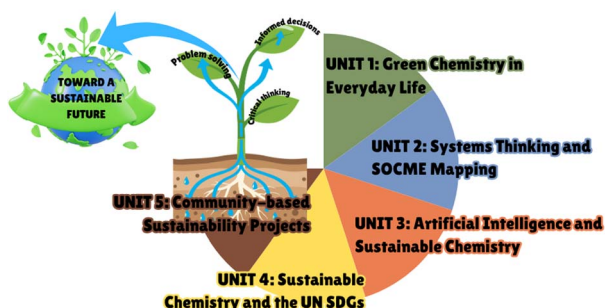 TOWARD A
SUSTAINABLE
FUTURE
Problem solving
Informed decisions
Critical thinking
UNIT 1: Green Chemistry in
Everyday Life
UNIT 2: Systems Thinking and
SOCME Mapping
UNIT 3: Artificial Intelligence and
Sustainable Chemistry
UNIT 4: Sustainable
Chemistry and the UN SDGs
UNIT 5: Community-based
Sustainability Projects